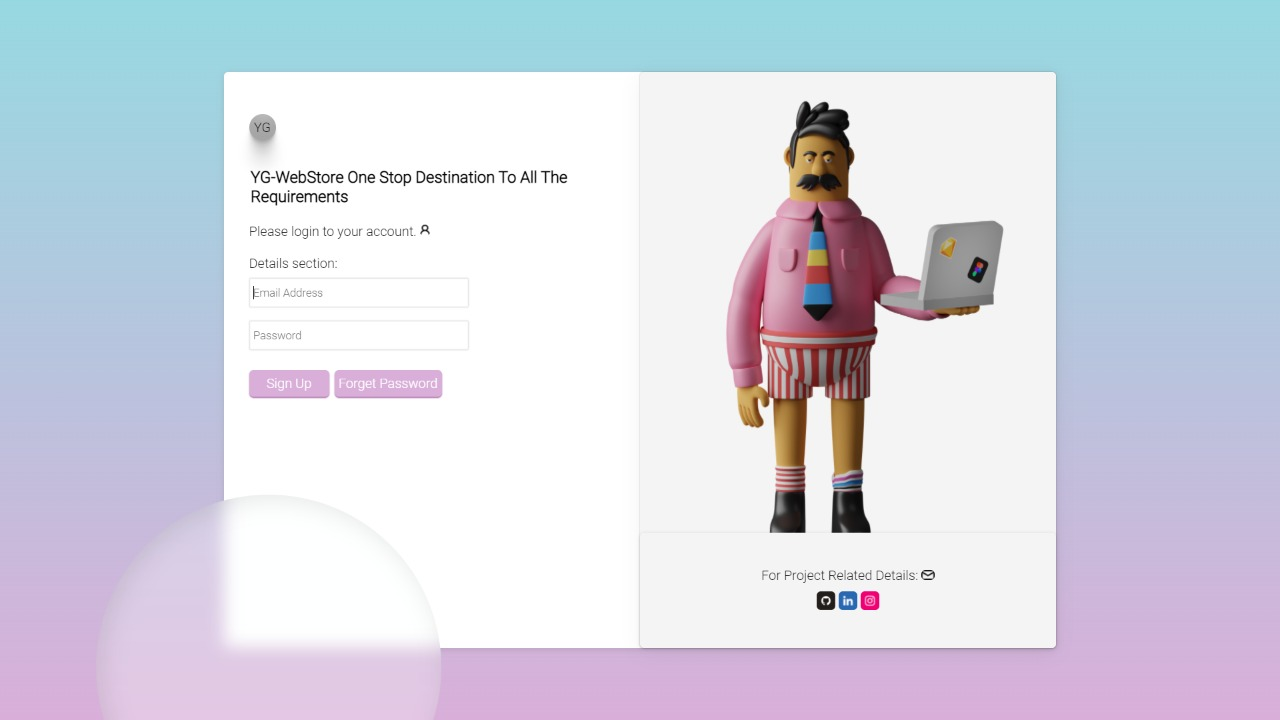 YG
YG-WebStore One Stop Destination To All The
Requirements
Please login to your account.
Details section:
Email Address
Password
Sign Up
Forget Password
For Project Related Details:
in